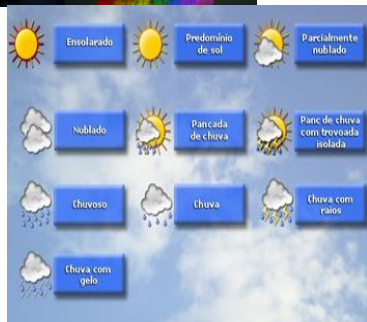 Ensolarado
Predomínio
de sol
Parcialmente
nublado
Nublado
Pancada
de chuva
Panc de chuva
com trovoada
isolada
Chuvoso
Chuva
Chuva com
raios
Chuva com
gelo